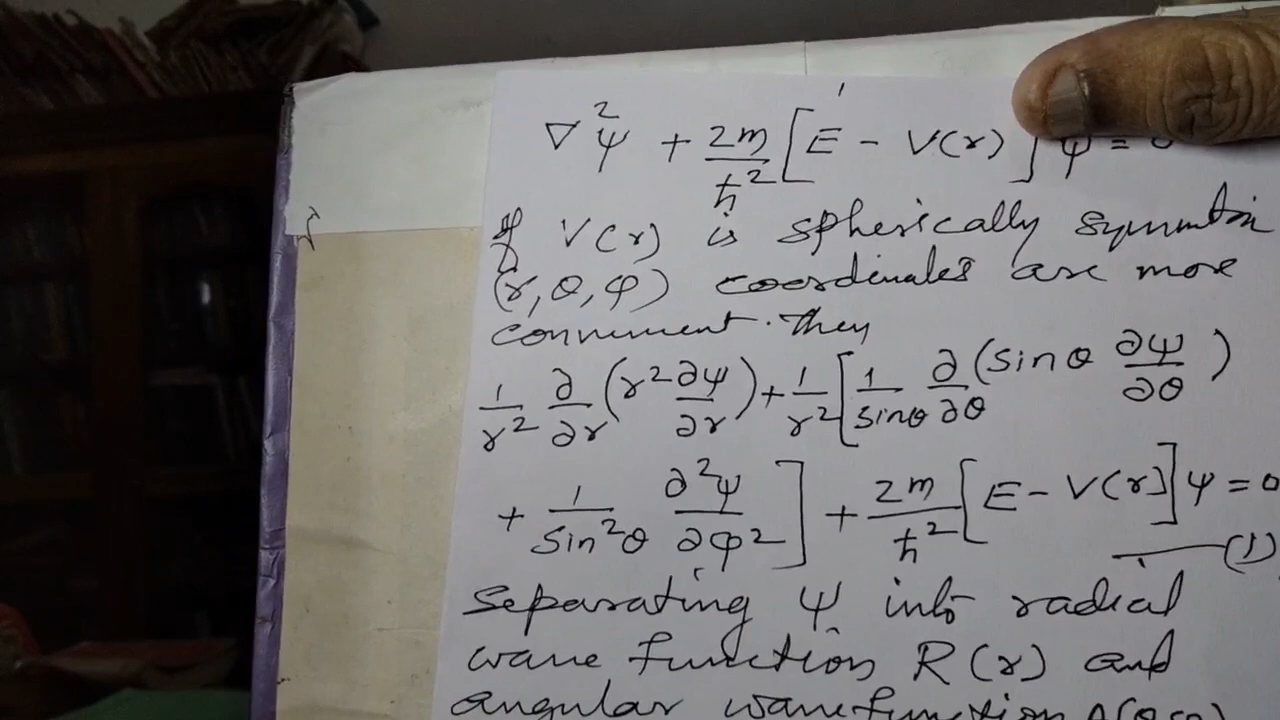 ∇²ψ + 2m/ħ² [E - V(r)] ψ = 0
If V(r) is spherically
(r, θ, φ) coordinates are more
convenient. Then
1/r² ∂/∂r (r² ∂ψ/∂r) + 1/r² [1/sinθ ∂/∂θ (sinθ ∂ψ/∂θ)
+ 1/sin²θ ∂²ψ/∂φ²] + 2m/ħ² [E - V(r)] ψ = 0
(1)
Separating ψ into radial
wave function R(r) and
angular wavefunction